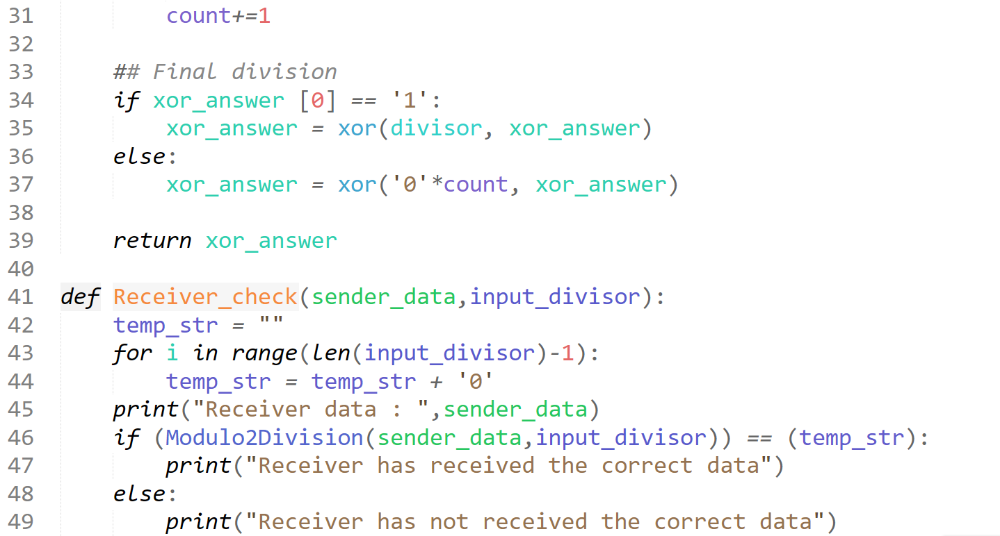 31 count+=1
32
33 ## Final division
34 if xor_answer [0] == '1':
35 xor_answer = xor(divisor, xor_answer)
36 else:
37 xor_answer = xor('0'*count, xor_answer)
38
39 return xor_answer
40
41 def Receiver_check(sender_data,input_divisor):
42 temp_str = ""
43 for i in range(len(input_divisor)-1):
44 temp_str = temp_str + '0'
45 print("Receiver data : ",sender_data)
46 if (Modulo2Division(sender_data,input_divisor)) == (temp_str):
47 print("Receiver has received the correct data")
48 else:
49 print("Receiver has not received the correct data")